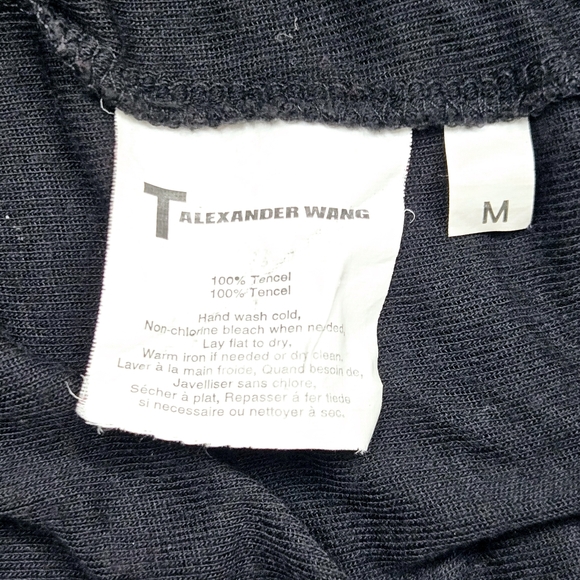 T ALEXANDER WANG
M
100% Tencel
100% Tencel
Hand wash cold,
Non-chlorine bleach when needed
Lay flat to dry.
Warm iron if needed or dry clean.
Laver à la main froide, Quand besoin de,
Javelliser sans chlore.
Sécher à plat, Repasser à fer tiede
si necessaire ou nettoyer à sec.